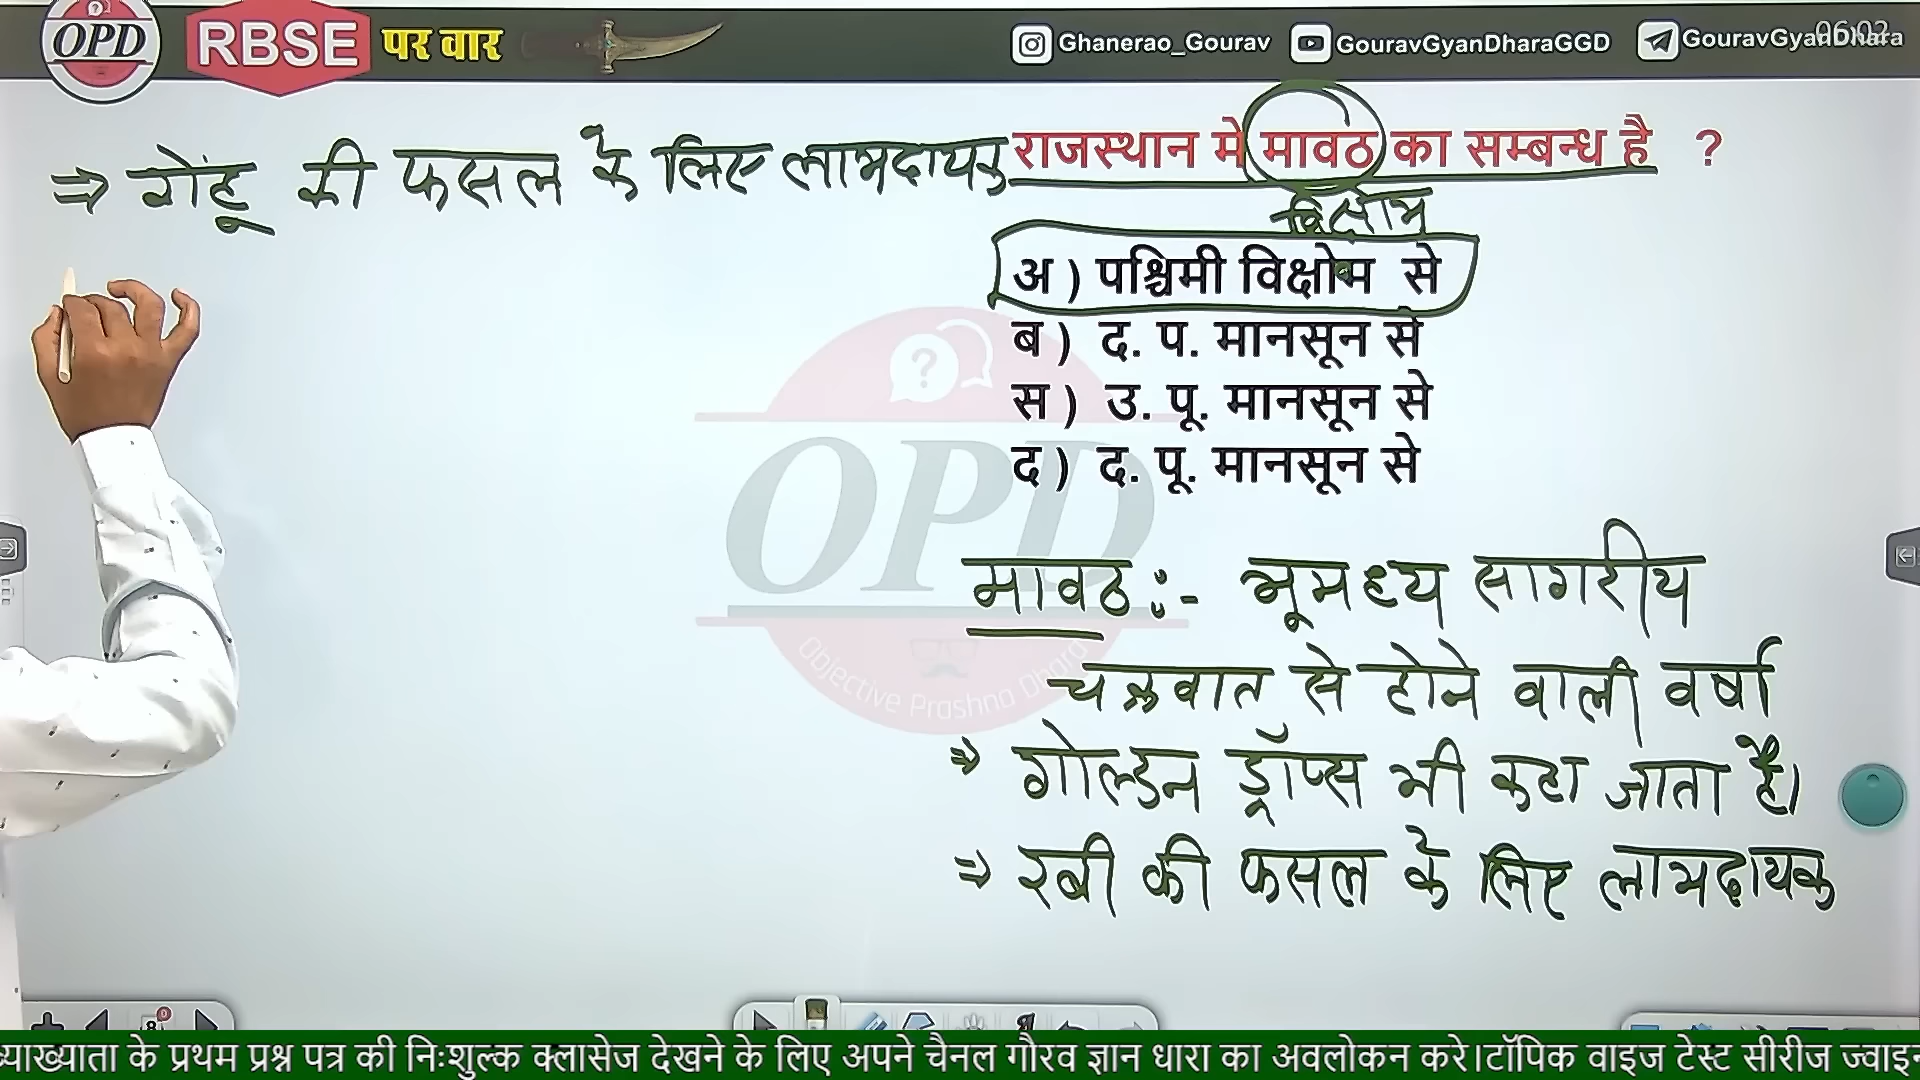 OPD
RBSE पर वार
Ghanerao_Gourav
GouravGyanDharaGGD
GouravGyanDhara
06:02
⇒ गेंहू की फसल के लिए लाभदायक
राजस्थान मे मावठ का सम्बन्ध है ?
विक्षोभ
अ ) पश्चिमी विक्षोम से
ब ) द. प. मानसून से
स ) उ. पू. मानसून से
द ) द. पू. मानसून से
OPD
Objective Prashno Dhara
मावठ :- भूमध्य सागरीय
चक्रवात से होने वाली वर्षा
⇒ गोल्डन ड्रॉप्स भी कहा जाता है।
⇒ रबी की फसल के लिए लाभदायक
व्याख्याता के प्रथम प्रश्न पत्र की निःशुल्क क्लासेज देखने के लिए अपने चैनल गौरव ज्ञान धारा का अवलोकन करे।टॉपिक वाइज टेस्ट सीरीज